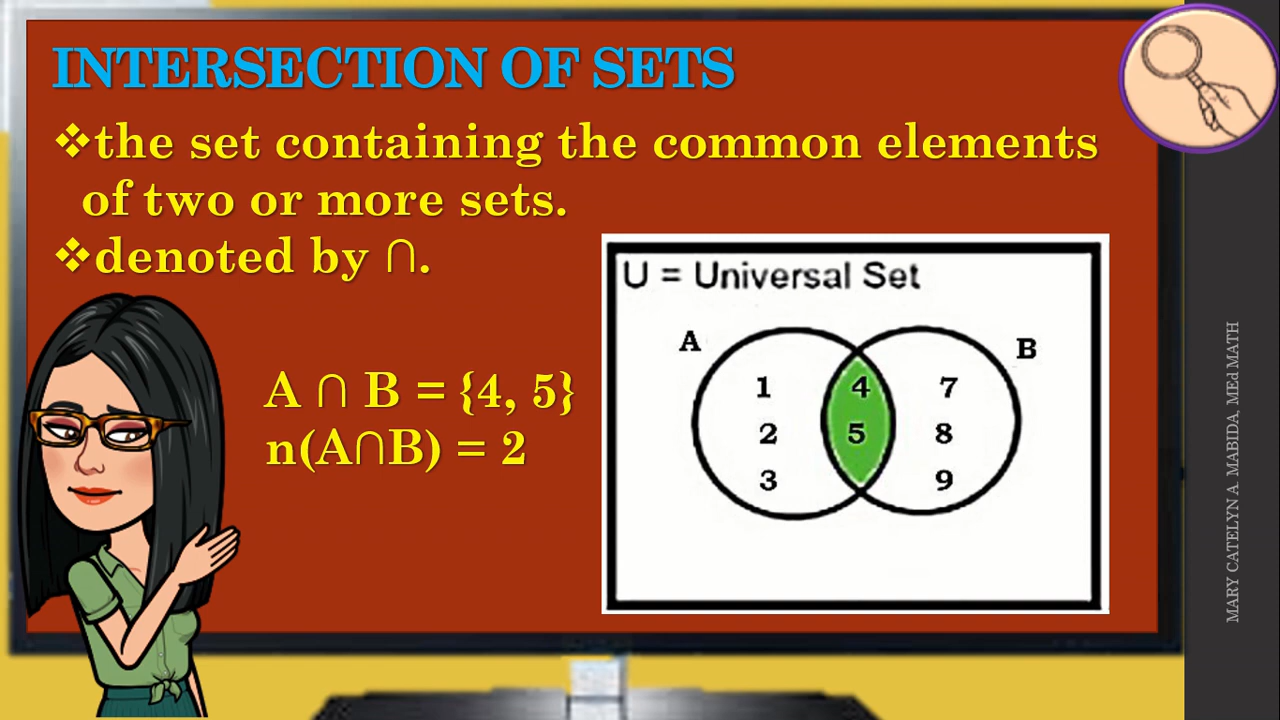 INTERSECTION OF SETS
❖the set containing the common elements
of two or more sets.
❖denoted by ∩.
A ∩ B = {4, 5}
n(A∩B) = 2
U = Universal Set
A
B
1 4 7
2 5 8
3 9
MARY CATELYN A. MABIDA, MEd MATH